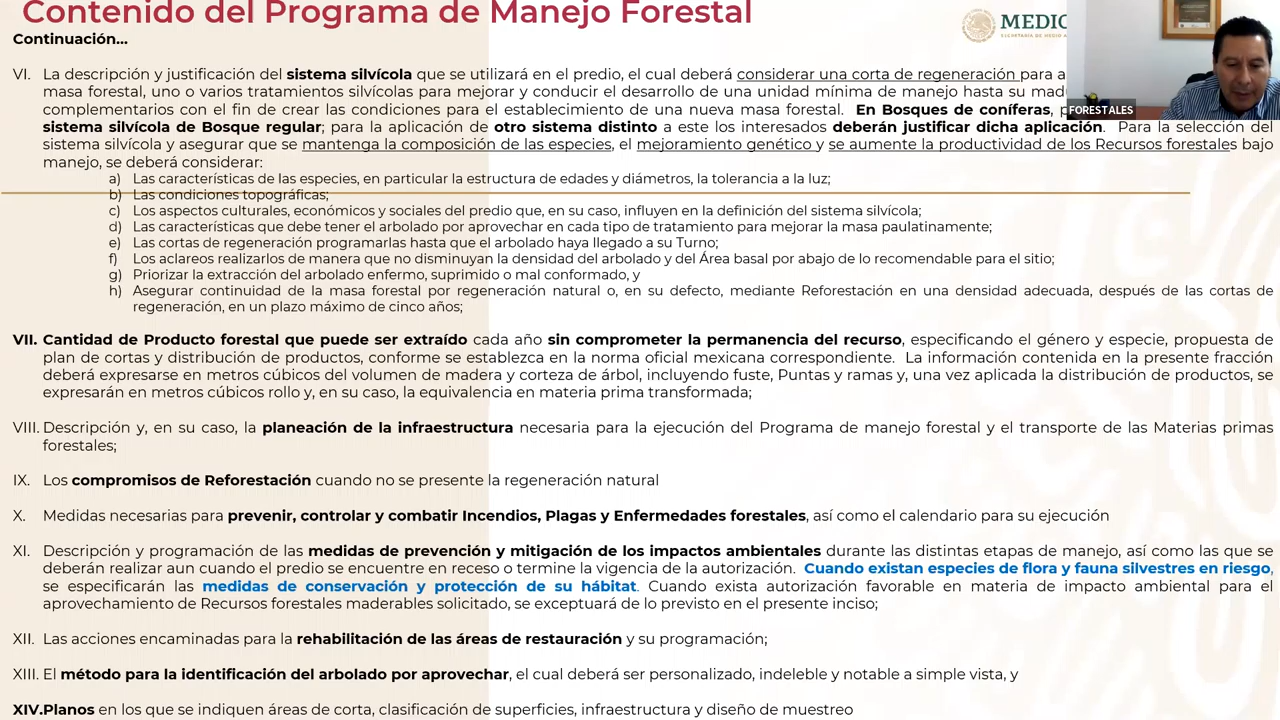 Contenido del Programa de Manejo Forestal
MEDIO
Continuación...
VI. La descripción y justificación del sistema silvícola que se utilizará en el predio, el cual deberá considerar una corta de regeneración para
masa forestal, uno o varios tratamientos silvícolas para mejorar y conducir el desarrollo de una unidad mínima de manejo hasta su
complementarios con el fin de crear las condiciones para el establecimiento de una nueva masa forestal. En Bosques de coníferas,
FORESTALES
sistema silvícola de Bosque regular; para la aplicación de otro sistema distinto a este los interesados deberán justificar dicha aplicación. Para la selección del
sistema silvícola y asegurar que se mantenga la composición de las especies, el mejoramiento genético y se aumente la productividad de los Recursos forestales bajo
manejo, se deberá considerar:
a) Las características de las especies, en particular la estructura de edades y diámetros, la tolerancia a la luz;
b) Las condiciones topográficas;
c) Los aspectos culturales, económicos y sociales del predio que, en su caso, influyen en la definición del sistema silvícola;
d) Las características que debe tener el arbolado por aprovechar en cada tipo de tratamiento para mejorar la masa paulatinamente;
e) Las cortas de regeneración programarlas hasta que el arbolado haya llegado a su Turno;
f) Los aclareos realizarlos de manera que no disminuyan la densidad del arbolado y del Área basal por abajo de lo recomendable para el sitio;
g) Priorizar la extracción del arbolado enfermo, suprimido o mal conformado, y
h) Asegurar continuidad de la masa forestal por regeneración natural o, en su defecto, mediante Reforestación en una densidad adecuada, después de las cortas de
regeneración, en un plazo máximo de cinco años;
VII. Cantidad de Producto forestal que puede ser extraído cada año sin comprometer la permanencia del recurso, especificando el género y especie, propuesta de
plan de cortas y distribución de productos, conforme se establezca en la norma oficial mexicana correspondiente. La información contenida en la presente fracción
deberá expresarse en metros cúbicos del volumen de madera y corteza de árbol, incluyendo fuste, Puntas y ramas y, una vez aplicada la distribución de productos, se
expresarán en metros cúbicos rollo y, en su caso, la equivalencia en materia prima transformada;
VIII. Descripción y, en su caso, la planeación de la infraestructura necesaria para la ejecución del Programa de manejo forestal y el transporte de las Materias primas
forestales;
IX. Los compromisos de Reforestación cuando no se presente la regeneración natural
X. Medidas necesarias para prevenir, controlar y combatir Incendios, Plagas y Enfermedades forestales, así como el calendario para su ejecución
XI. Descripción y programación de las medidas de prevención y mitigación de los impactos ambientales durante las distintas etapas de manejo, así como las que se
deberán realizar aun cuando el predio se encuentre en receso o termine la vigencia de la autorización. Cuando existan especies de flora y fauna silvestres en riesgo,
se especificarán las medidas de conservación y protección de su hábitat. Cuando exista autorización favorable en materia de impacto ambiental para el
aprovechamiento de Recursos forestales maderables solicitado, se exceptuará de lo previsto en el presente inciso;
XII. Las acciones encaminadas para la rehabilitación de las áreas de restauración y su programación;
XIII. El método para la identificación del arbolado por aprovechar, el cual deberá ser personalizado, indeleble y notable a simple vista, y
XIV.Planos en los que se indiquen áreas de corta, clasificación de superficies, infraestructura y diseño de muestreo